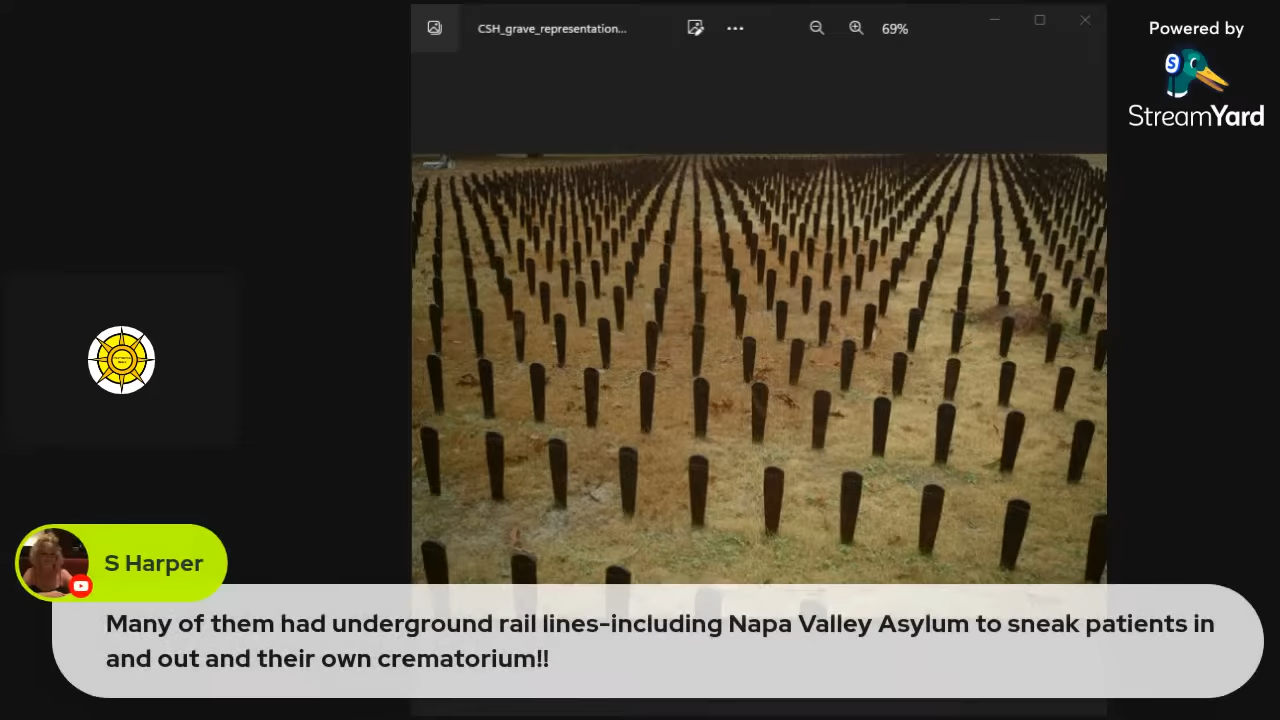 CSH_grave_representation...
69%
Powered by
StreamYard
S Harper
Many of them had underground rail lines-including Napa Valley Asylum to sneak patients in
and out and their own crematorium!!